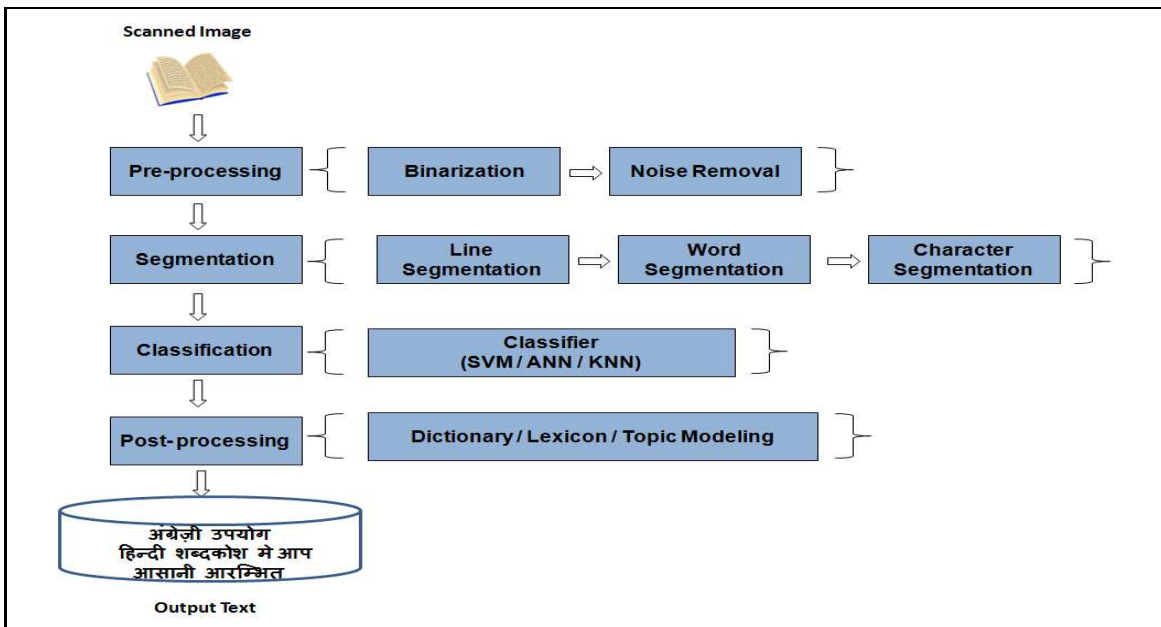 Scanned Image
Pre-processing
Binarization
Noise Removal
Segmentation
Line
Segmentation
Word
Segmentation
Character
Segmentation
Classification
Classifier
(SVM / ANN / KNN)
Post- processing
Dictionary / Lexicon / Topic Modeling
अंग्रेज़ी उपयोग
हिन्दी शब्दकोश मे आप
आसानी आरम्भित
Output Text